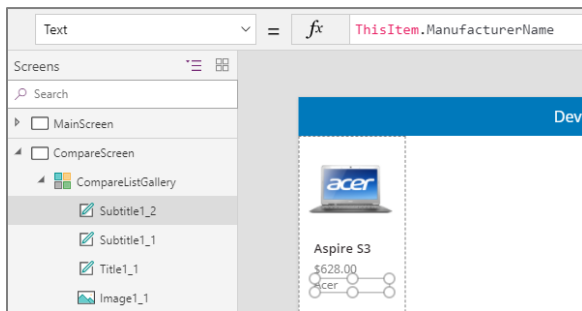 Text = fx ThisItem.ManufacturerName
Screens
Search
MainScreen
CompareScreen
CompareListGallery
Subtitle1_2
Subtitle1_1
Title1_1
Image1_1
Dev
acer
Aspire S3
$628.00
acer